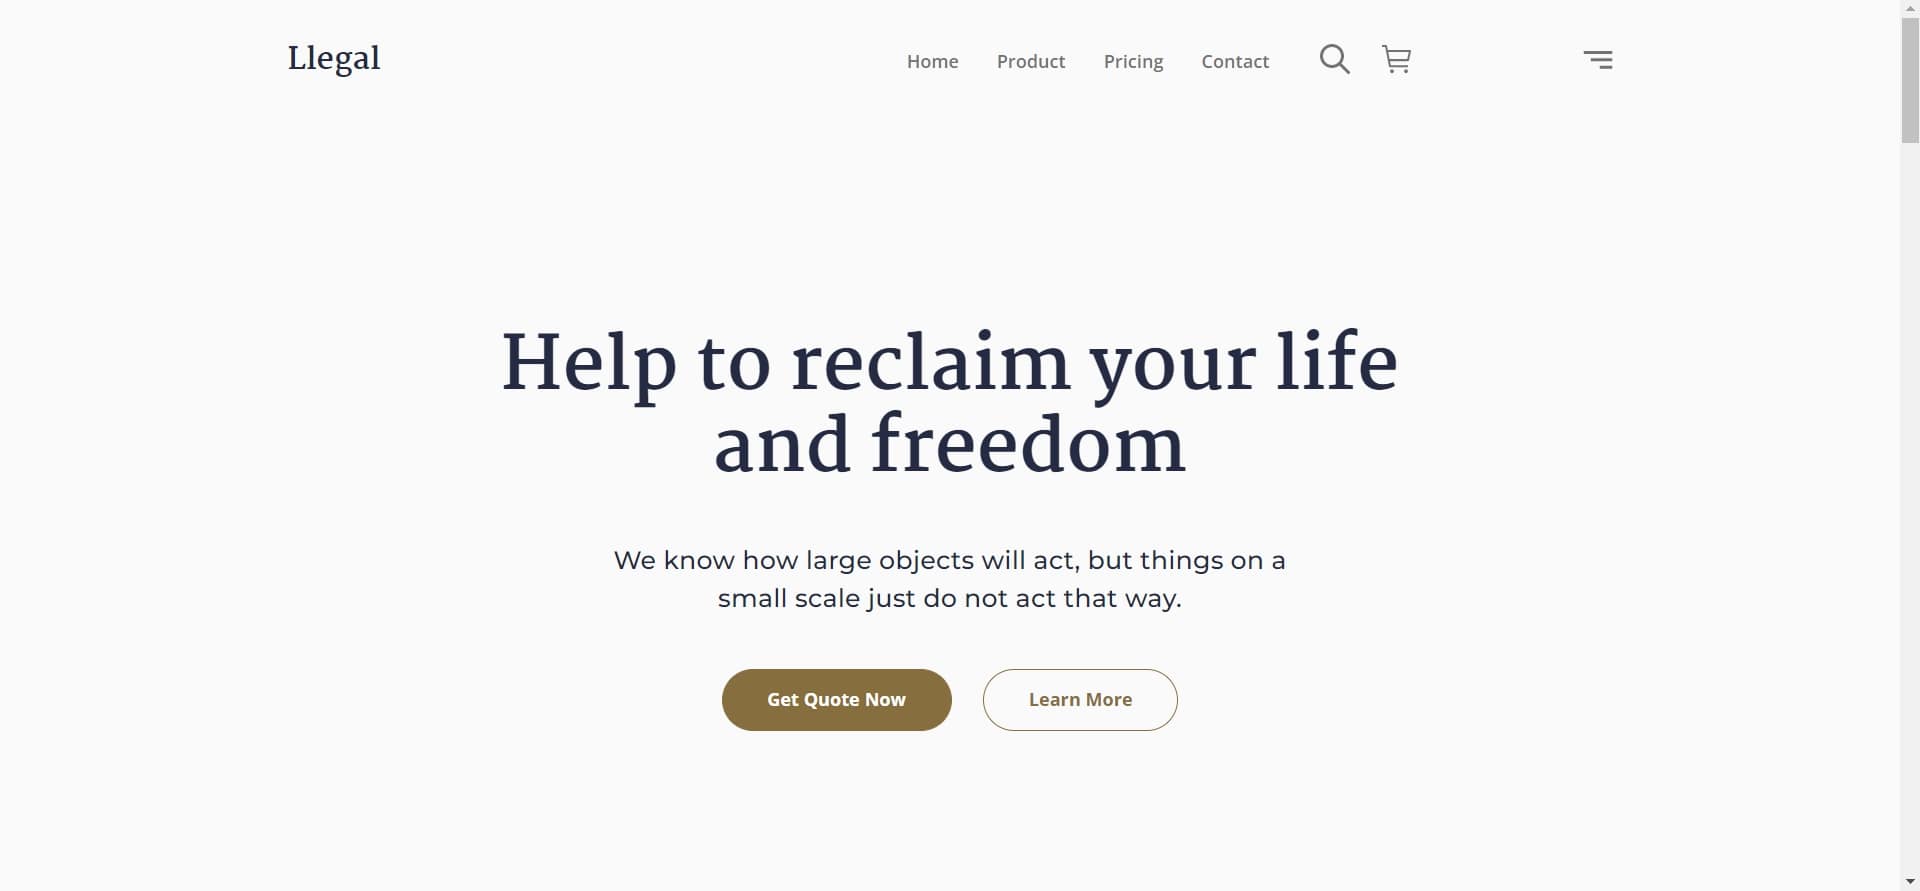 Llegal
Home Product Pricing Contact
Help to reclaim your life
and freedom
We know how large objects will act, but things on a
small scale just do not act that way.
Get Quote Now Learn More